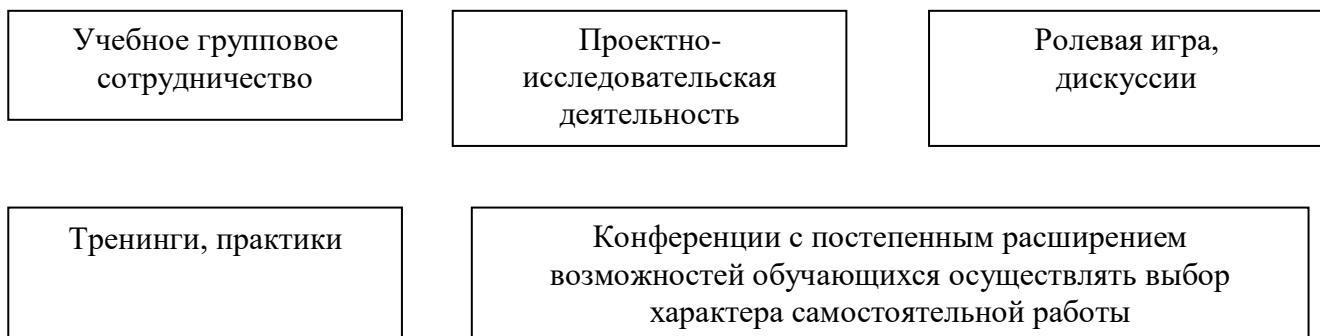 Учебное групповое
сотрудничество
Проектно-
исследовательская
деятельность
Ролевая игра,
дискуссии
Тренинги, практики
Конференции с постепенным расширением
возможностей обучающихся осуществлять выбор
характера самостоятельной работы